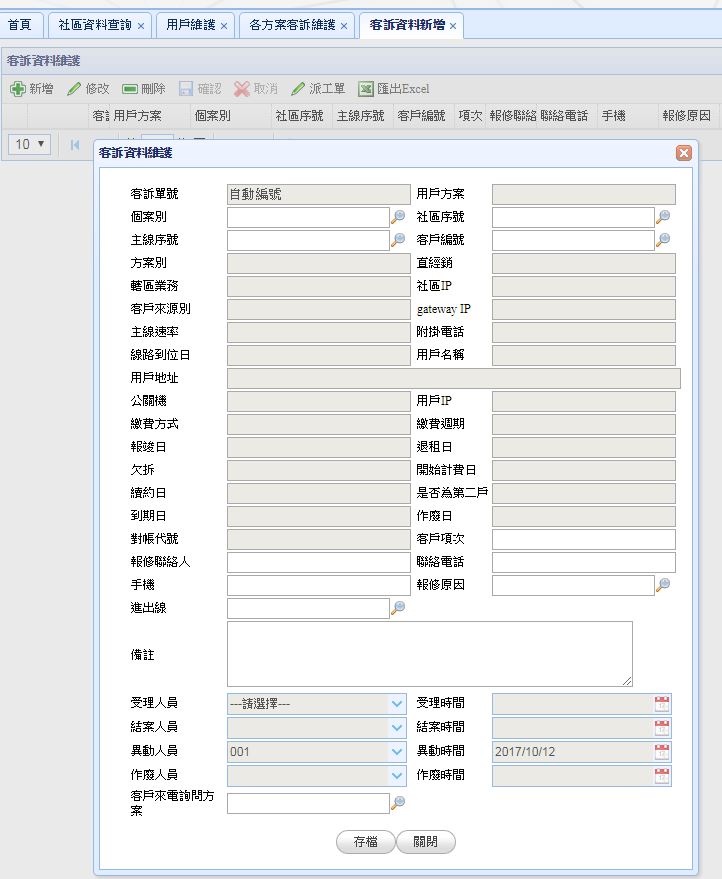 首頁 社區資料查詢 × 用戶維護 × 各方案客訴維護 × 客訴資料新增 ×
客訴資料維護
新增 修改 刪除 確認 取消 派工單 匯出Excel
用戶方案 個案別 社區序號 主線序號 客戶編號 項次 報修聯絡 聯絡電話 手機 報修原因
10
客訴資料維護
客訴單號 自動編號 用戶方案
個案別 社區序號
主線序號 客戶編號
方案別 直經銷
轄區業務 社區IP
客戶來源別 gateway IP
主線速率 附掛電話
線路到位日 用戶名稱
用戶地址
公關機 用戶IP
繳費方式 繳費週期
報竣日 退租日
欠拆 開始計費日
續約日 是否為第二戶
到期日 作廢日
對帳代號 客戶項次
報修聯絡人 聯絡電話
手機 報修原因
進出線
備註
受理人員 ---請選擇--- 受理時間
結案人員 結案時間
異動人員 001 異動時間 2017/10/12
作廢人員 作廢時間
客戶來電詢問方
案
存檔 關閉